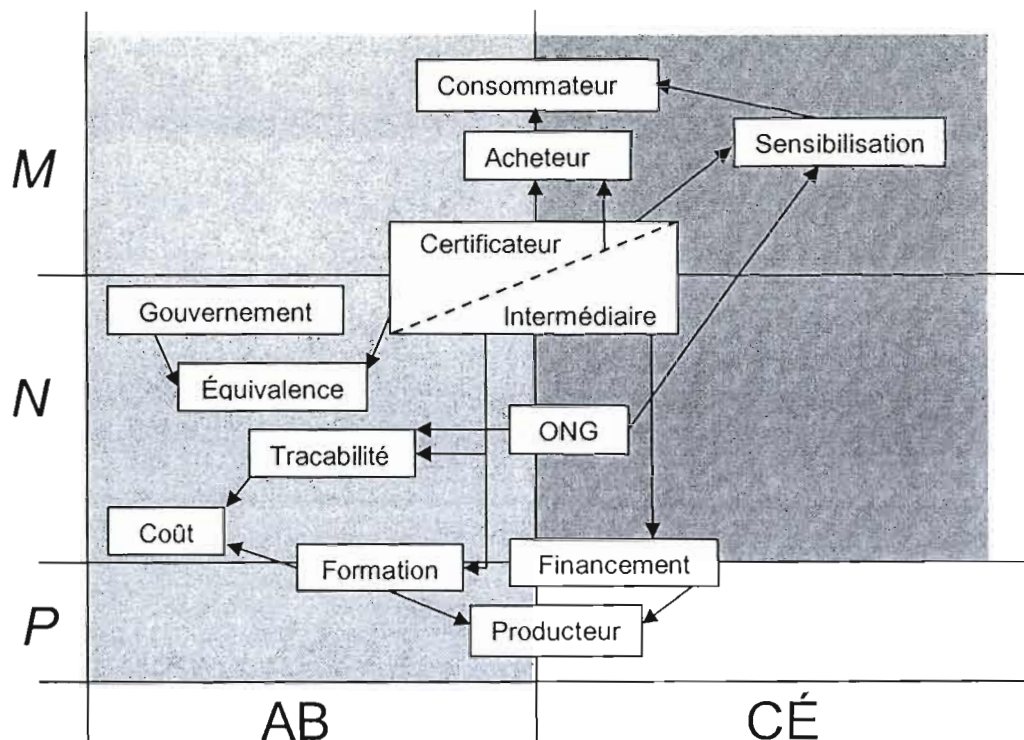 Consommateur
Sensibilisation
Acheteur
M
Certificateur
Gouvernement
Intermédiaire
Équivalence
N
ONG
Tracabilité
Coût
Formation
Financement
P
Producteur
AB
CÉ